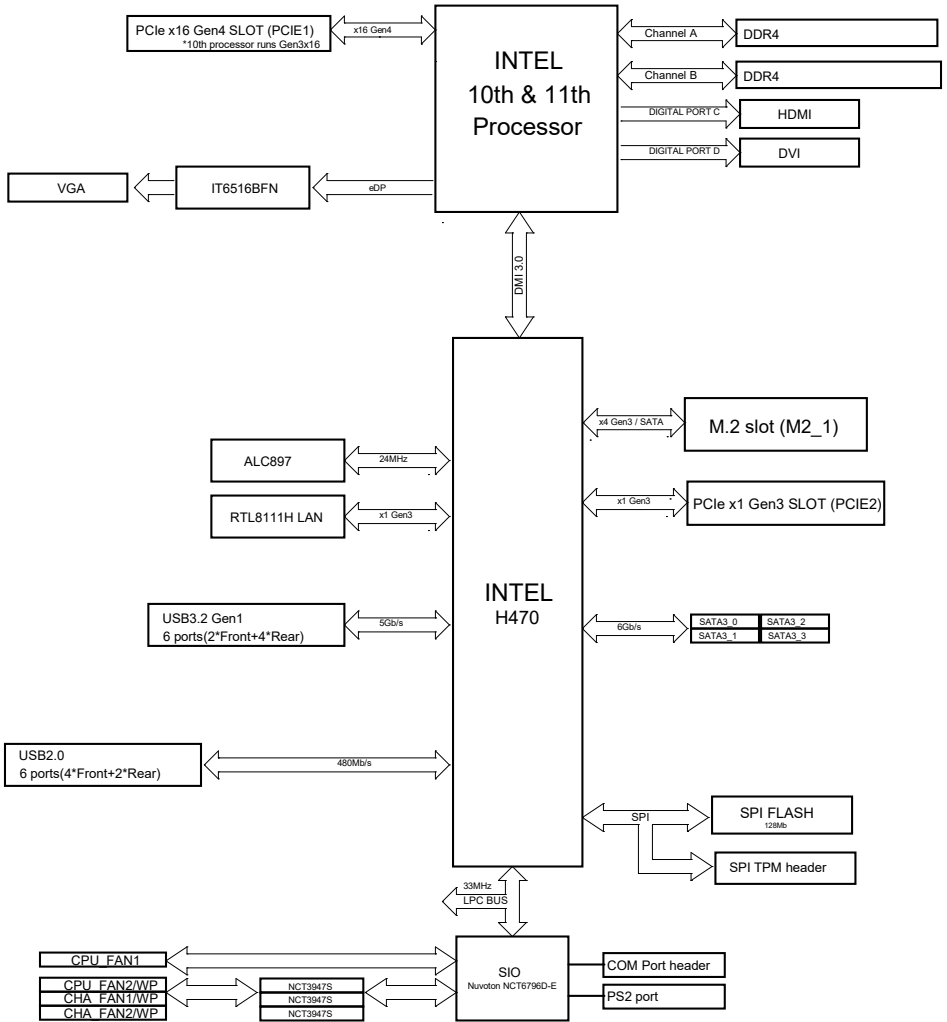 PCIe x16 Gen4 SLOT (PCIE1)
*10th processor runs Gen3x16
x16 Gen4
INTEL
10th & 11th
Processor
Channel A
DDR4
Channel B
DDR4
DIGITAL PORT C
HDMI
DIGITAL PORT D
DVI
VGA
IT6516BFN
eDP
DMI 3.0
x4 Gen3 / SATA
M.2 slot (M2_1)
ALC897
24MHz
x1 Gen3
PCIe x1 Gen3 SLOT (PCIE2)
RTL8111H LAN
x1 Gen3
INTEL
H470
USB3.2 Gen1
6 ports(2*Front+4*Rear)
5Gb/s
6Gb/s
SATA3_0
SATA3_2
SATA3_1
SATA3_3
USB2.0
6 ports(4*Front+2*Rear)
480Mb/s
SPI
SPI FLASH
128Mb
SPI TPM header
33MHz
LPC BUS
CPU_FAN1
SIO
Nuvoton NCT6796D-E
COM Port header
PS2 port
CPU_FAN2/WP
CHA_FAN1/WP
CHA_FAN2/WP
NCT3947S
NCT3947S
NCT3947S